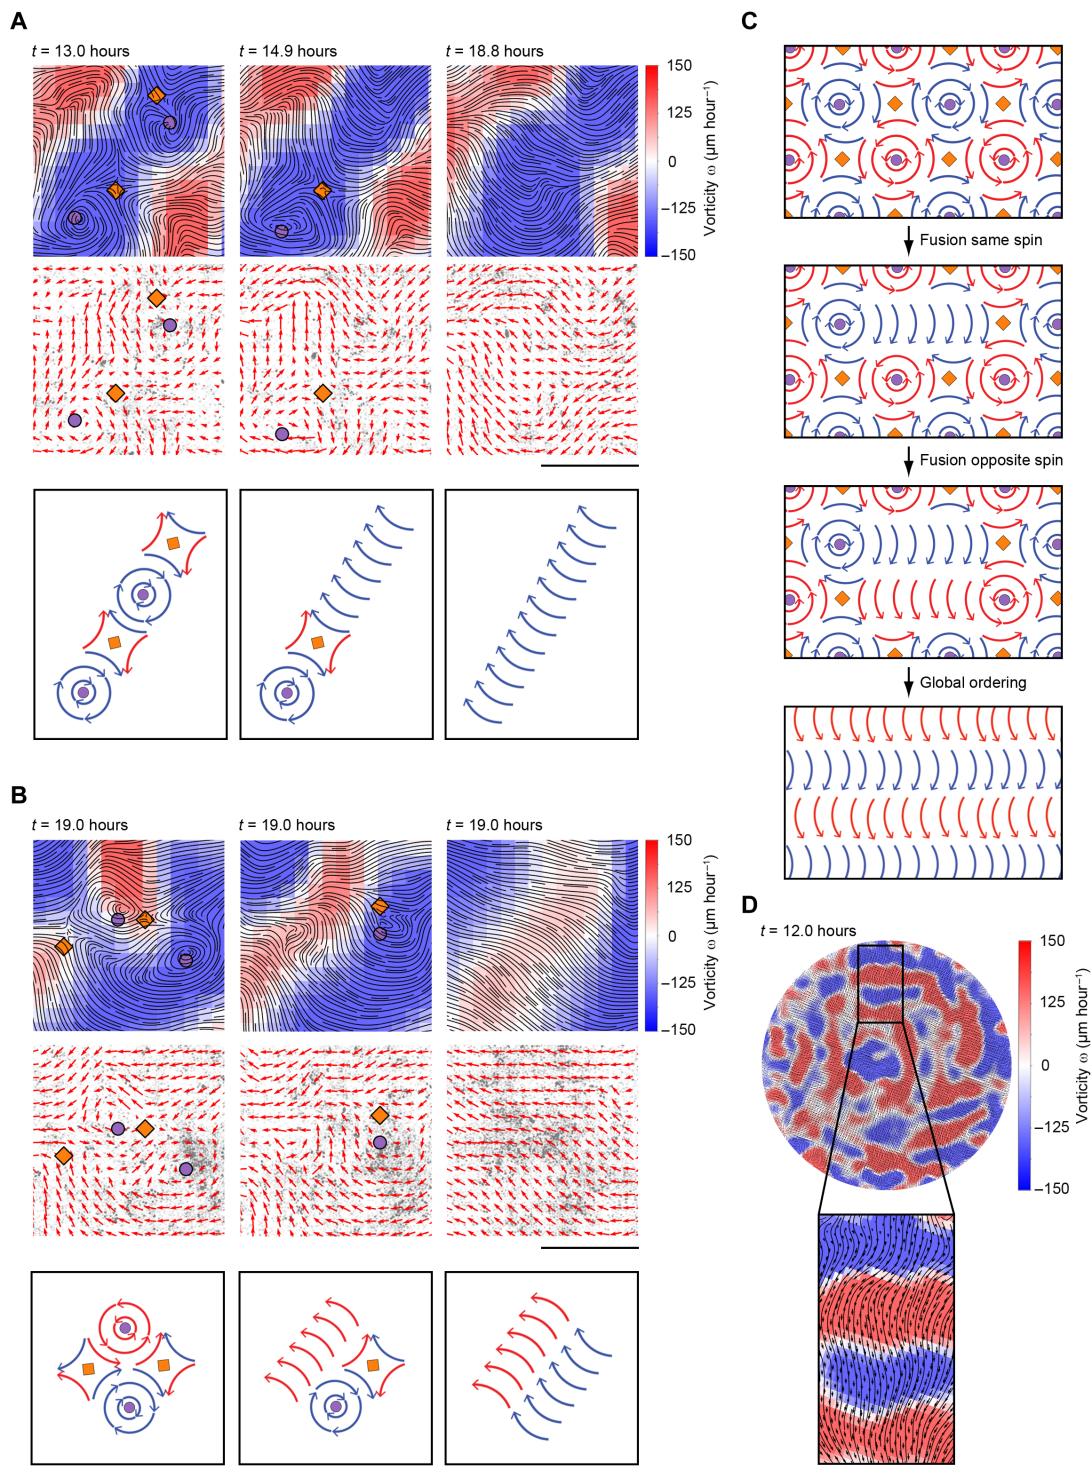 A
t = 13.0 hours
t = 14.9 hours
t = 18.8 hours
150
125
0
−125
−150
Vorticity ω (µm hour⁻¹)
B
t = 19.0 hours
t = 19.0 hours
t = 19.0 hours
150
125
0
−125
−150
Vorticity ω (µm hour⁻¹)
C
Fusion same spin
Fusion opposite spin
Global ordering
D
t = 12.0 hours
150
125
0
−125
−150
Vorticity ω (µm hour⁻¹)